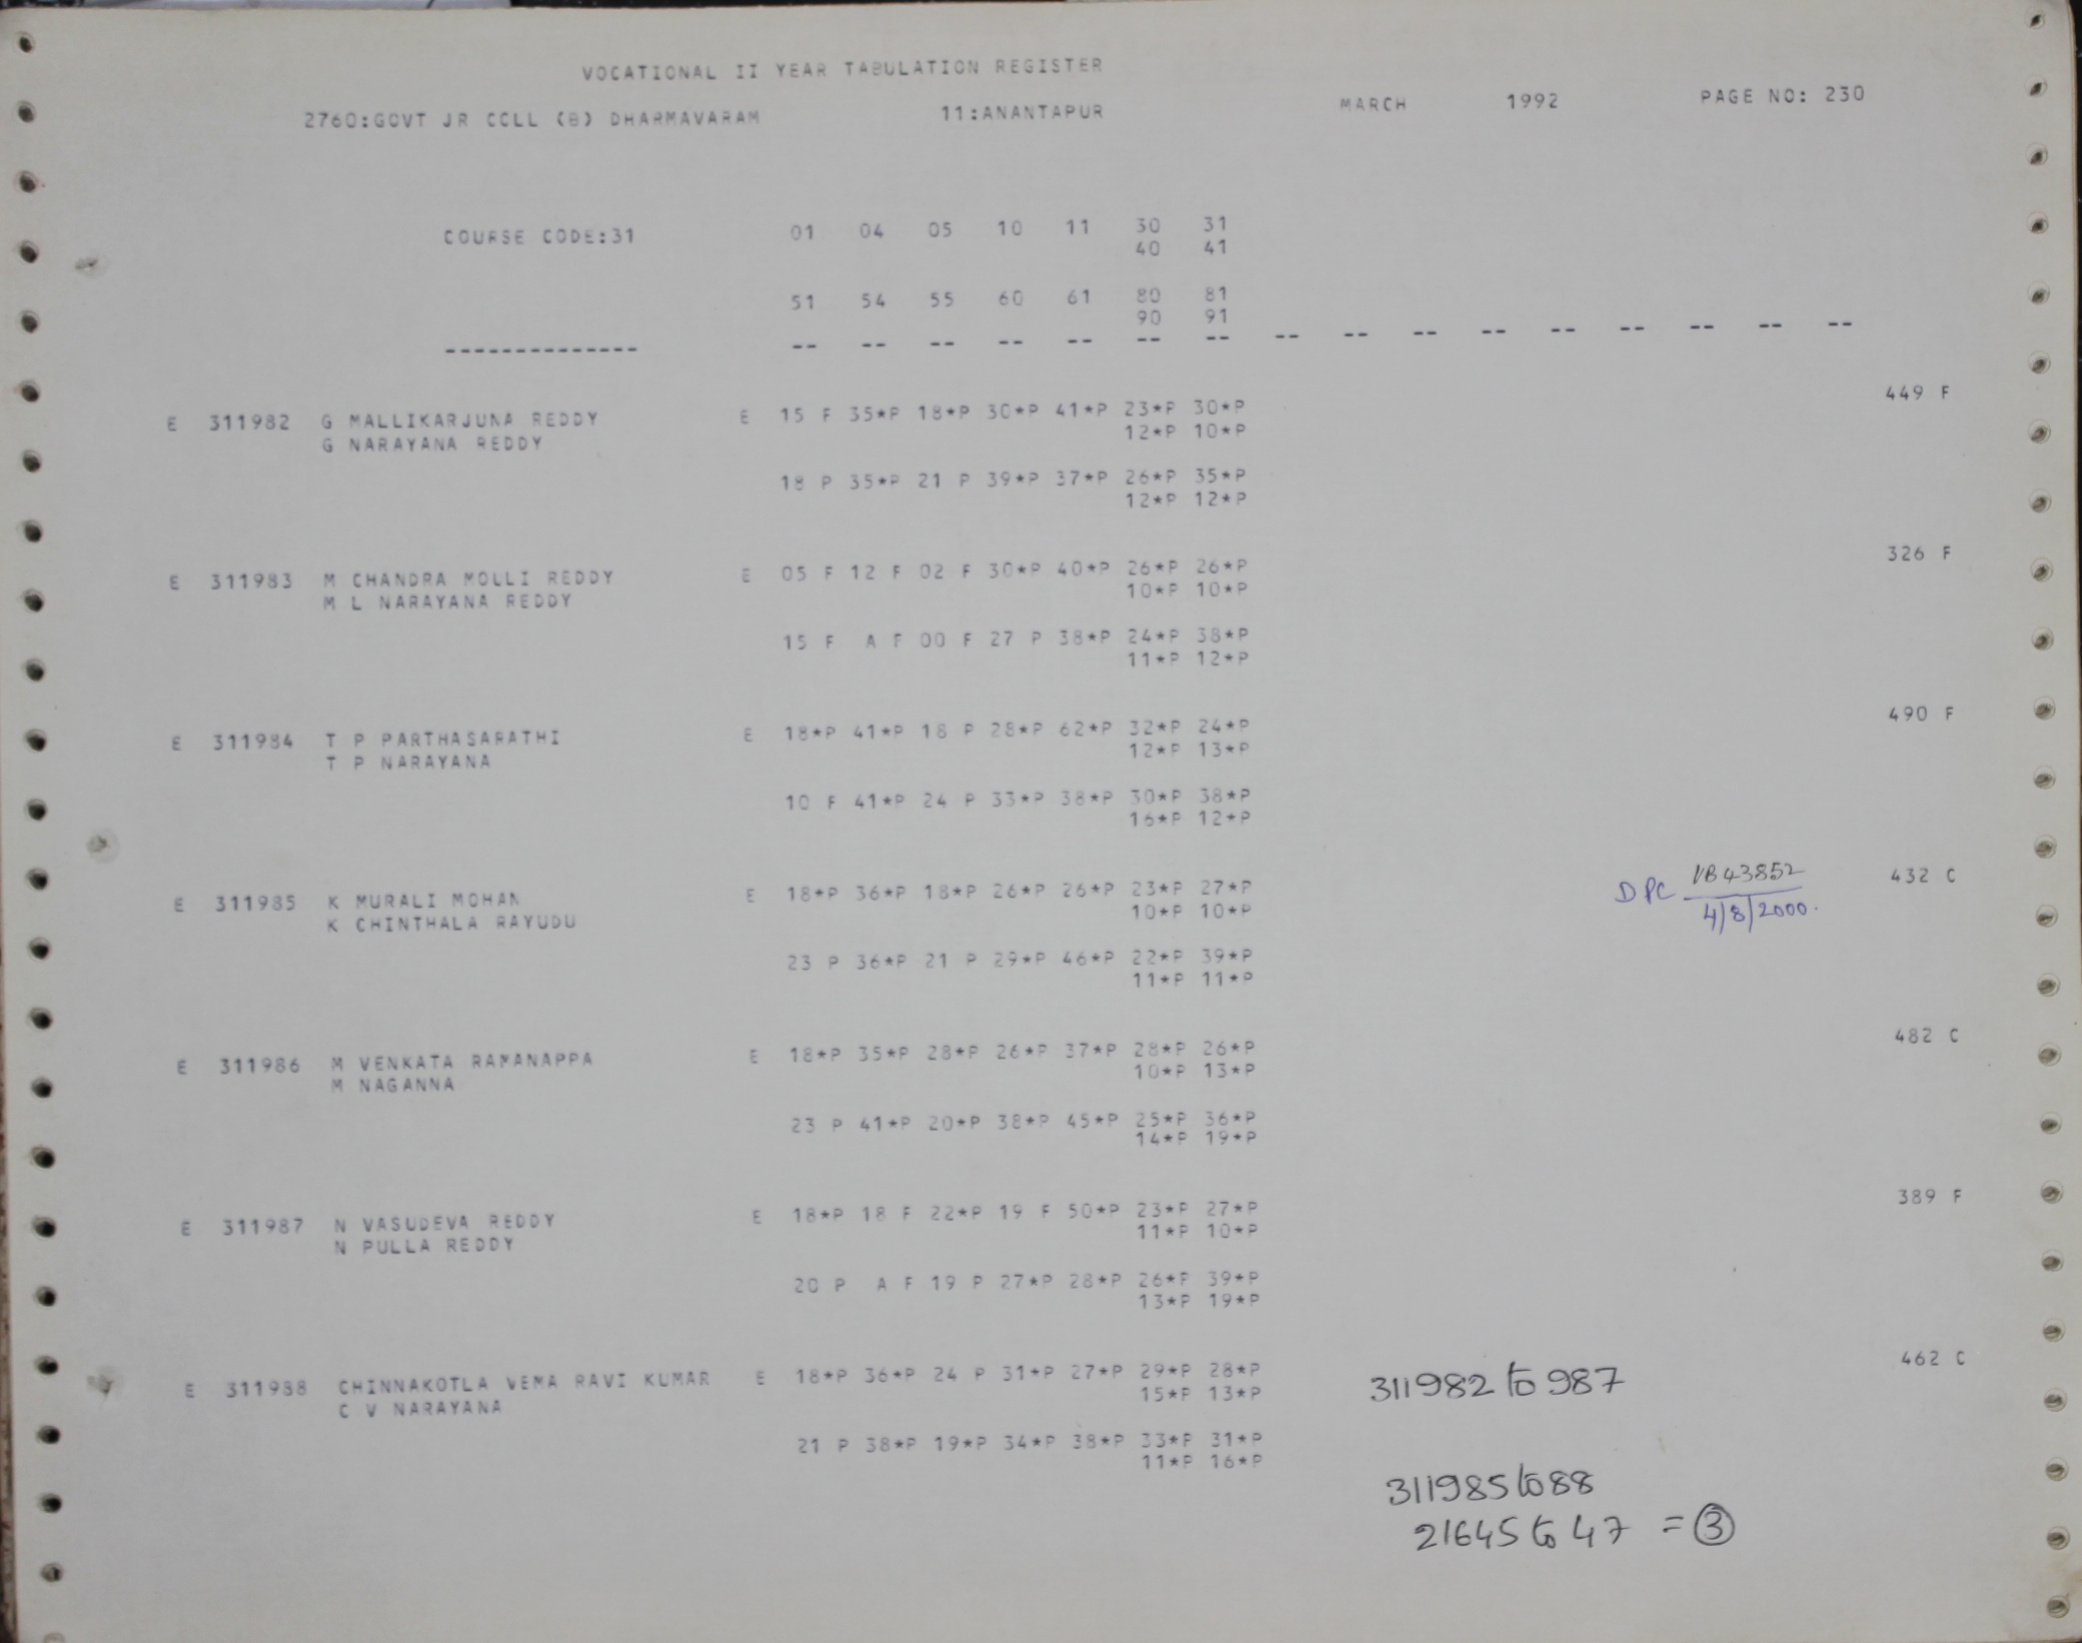 VOCATIONAL II YEAR TABULATION REGISTER
2760:GOVT JR COLL (B) DHARMAVARAM 11:ANANTAPUR MARCH 1992 PAGE NO: 230
COURSE CODE:31 01 04 05 10 11 30 31
40 41
51 54 55 60 61 80 81
90 91
-------------- -- -- -- -- -- -- -- -- -- -- -- -- -- -- -- --
E 311982 G MALLIKARJUNA REDDY E 15 F 35*P 18*P 30*P 41*P 23*P 30*P 449 F
G NARAYANA REDDY 12*P 10*P
18 P 35*P 21 P 39*P 37*P 26*P 35*P
12*P 12*P
E 311983 M CHANDRA MOLLI REDDY E 05 F 12 F 02 F 30*P 40*P 26*P 26*P 326 F
M L NARAYANA REDDY 10*P 10*P
15 F A F 00 F 27 P 38*P 24*P 38*P
11*P 12*P
E 311984 T P PARTHASARATHI E 18*P 41*P 18 P 28*P 62*P 32*P 24*P 490 F
T P NARAYANA 12*P 13*P
10 F 41*P 24 P 33*P 38*P 30*P 38*P
16*P 12*P
E 311985 K MURALI MOHAN E 18*P 36*P 18*P 26*P 26*P 23*P 27*P DPC VB43852 432 C
K CHINTHALA RAYUDU 10*P 10*P 4/8/2000.
23 P 36*P 21 P 29*P 46*P 22*P 39*P
11*P 11*P
E 311986 M VENKATA RAMANAPPA E 18*P 35*P 28*P 26*P 37*P 28*P 26*P 482 C
M NAGANNA 10*P 13*P
23 P 41*P 20*P 38*P 45*P 25*P 36*P
14*P 19*P
E 311987 N VASUDEVA REDDY E 18*P 18 F 22*P 19 F 50*P 23*P 27*P 389 F
N PULLA REDDY 11*P 10*P
20 P A F 19 P 27*P 28*P 26*P 39*P
13*P 19*P
E 311988 CHINNAKOTLA VEMA RAVI KUMAR E 18*P 36*P 24 P 31*P 27*P 29*P 28*P 311982 to 987 462 C
C V NARAYANA 15*P 13*P
21 P 38*P 19*P 34*P 38*P 33*P 31*P
11*P 16*P
311985 to 88
21645 to 47 = 3